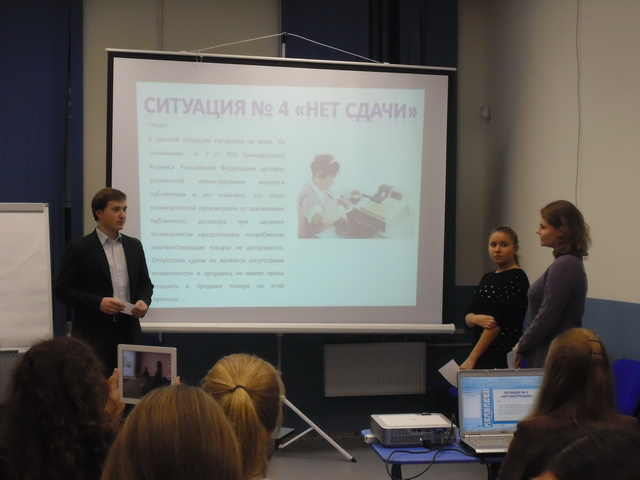 СИТУАЦИЯ № 4 «НЕТ СДАЧИ»
Ответ:
В данной ситуации продавец не прав. На
основании п. 2 ст. 492 Гражданского
Кодекса Российской Федерации договор
розничной купли-продажи является
публичным и это означает, что отказ
коммерческой организации от заключения
публичного договора при наличии
возможности предоставить потребителю
соответствующие товары не допускается.
Отсутствие сдачи не является отсутствием
возможности и продавец не имеет права
отказать в продаже товара по этой
причине.
СИТУАЦИЯ № 5
«НЕТ ИНСТРУКЦИИ»